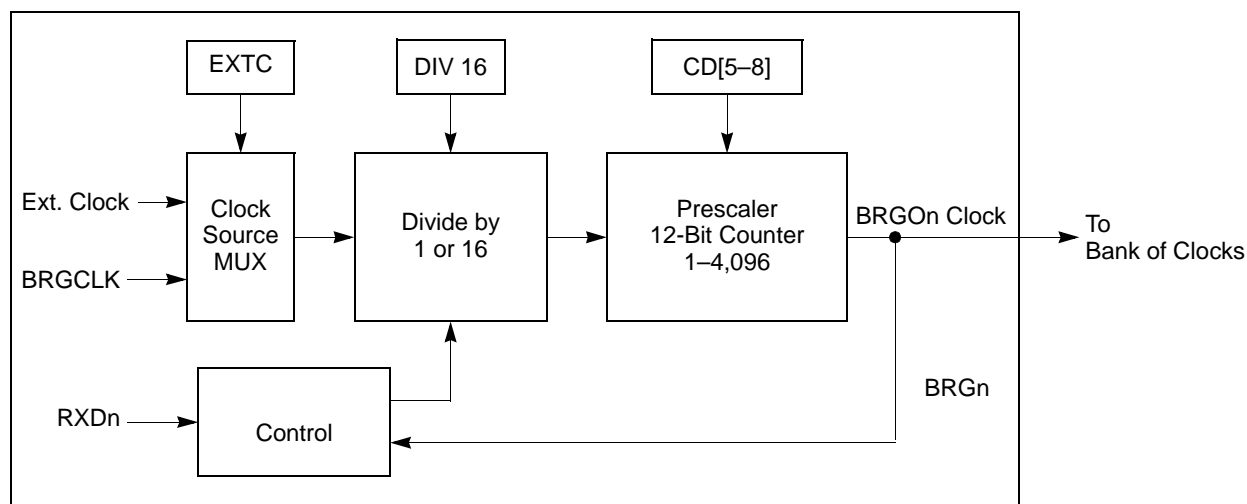 EXTC
DIV 16
CD[5–8]
Ext. Clock
BRGCLK
Clock
Source
MUX
Divide by
1 or 16
Prescaler
12-Bit Counter
1–4,096
BRGOn Clock
To
Bank of Clocks
RXDn
Control
BRGn